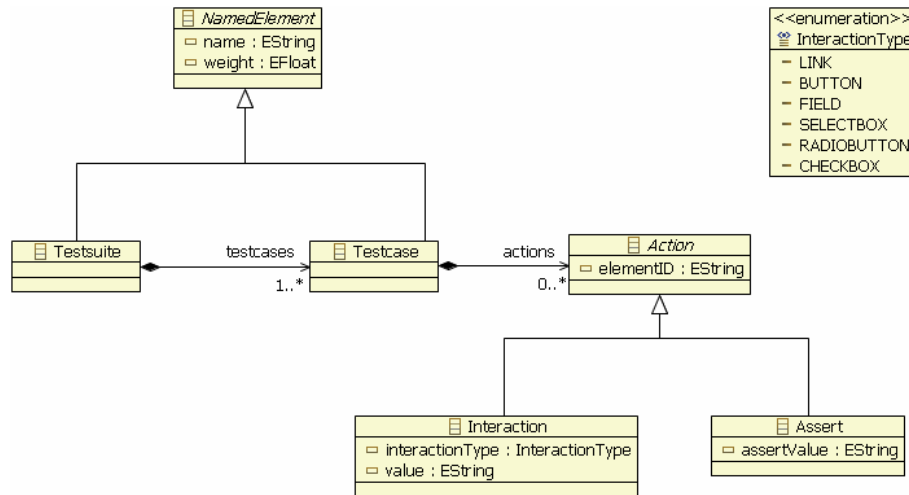 NamedElement
name : EString
weight : EFloat
<<enumeration>>
InteractionType
LINK
BUTTON
FIELD
SELECTBOX
RADIOBUTTON
CHECKBOX
Testsuite
testcases
1..*
Testcase
actions
0..*
Action
elementID : EString
Interaction
interactionType : InteractionType
value : EString
Assert
assertValue : EString